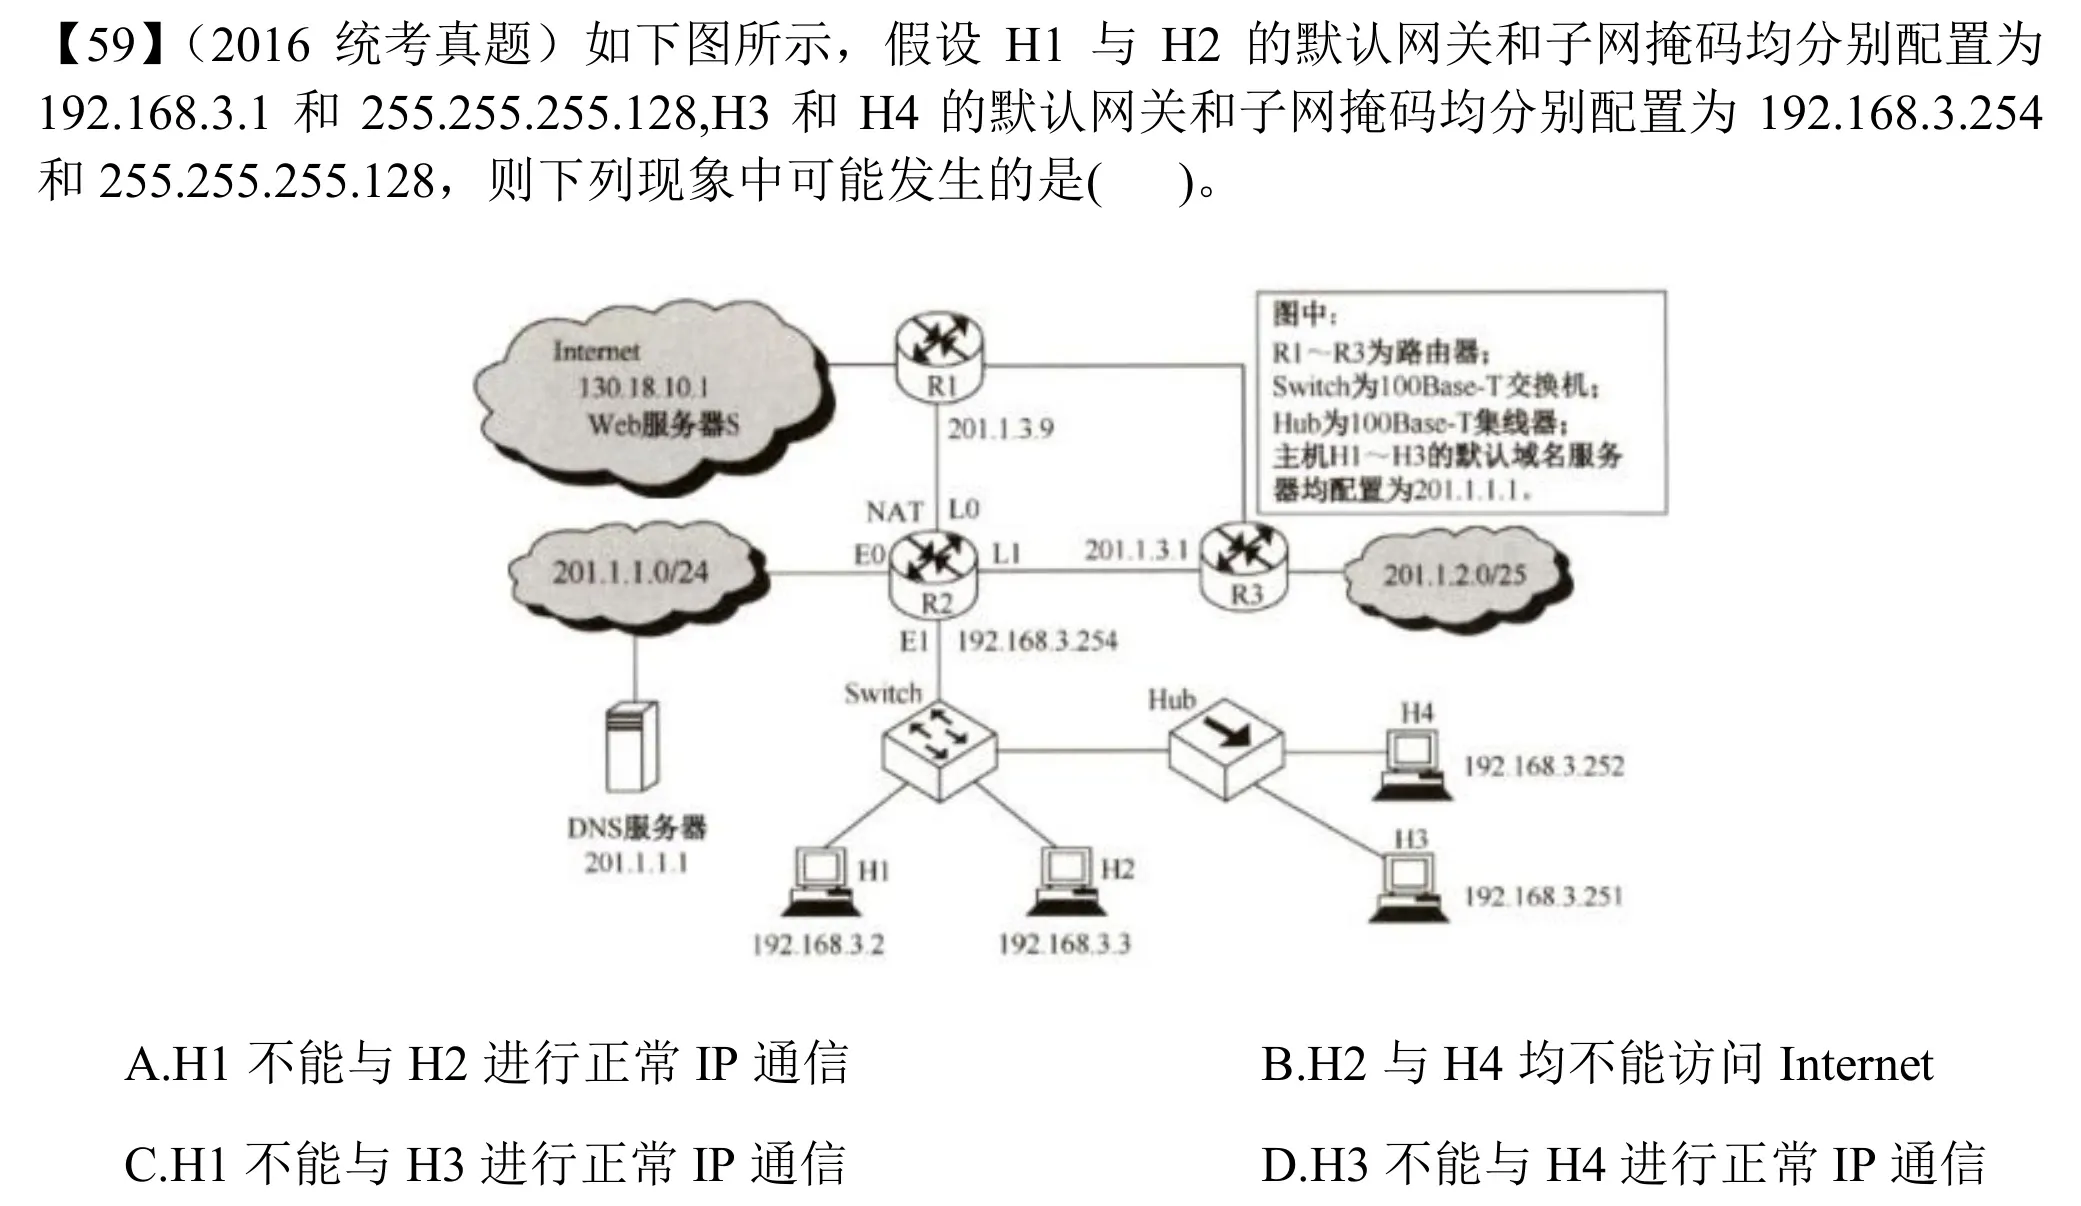 【59】（2016 统考真题）如下图所示，假设 H1 与 H2 的默认网关和子网掩码均分别配置为
192.168.3.1 和 255.255.255.128,H3 和 H4 的默认网关和子网掩码均分别配置为 192.168.3.254
和 255.255.255.128，则下列现象中可能发生的是( )。
Internet
130.18.10.1
Web服务器S
R1
201.1.3.9
图中：
R1～R3为路由器；
Switch为100Base-T交换机；
Hub为100Base-T集线器；
主机H1～H3的默认域名服务
器均配置为201.1.1.1。
NAT L0
201.1.1.0/24
E0
L1
R2
201.1.3.1
R3
201.1.2.0/25
E1 192.168.3.254
Switch
Hub
H4
192.168.3.252
DNS服务器
201.1.1.1
H1
192.168.3.2
H2
192.168.3.3
H3
192.168.3.251
A.H1 不能与 H2 进行正常 IP 通信
B.H2 与 H4 均不能访问 Internet
C.H1 不能与 H3 进行正常 IP 通信
D.H3 不能与 H4 进行正常 IP 通信